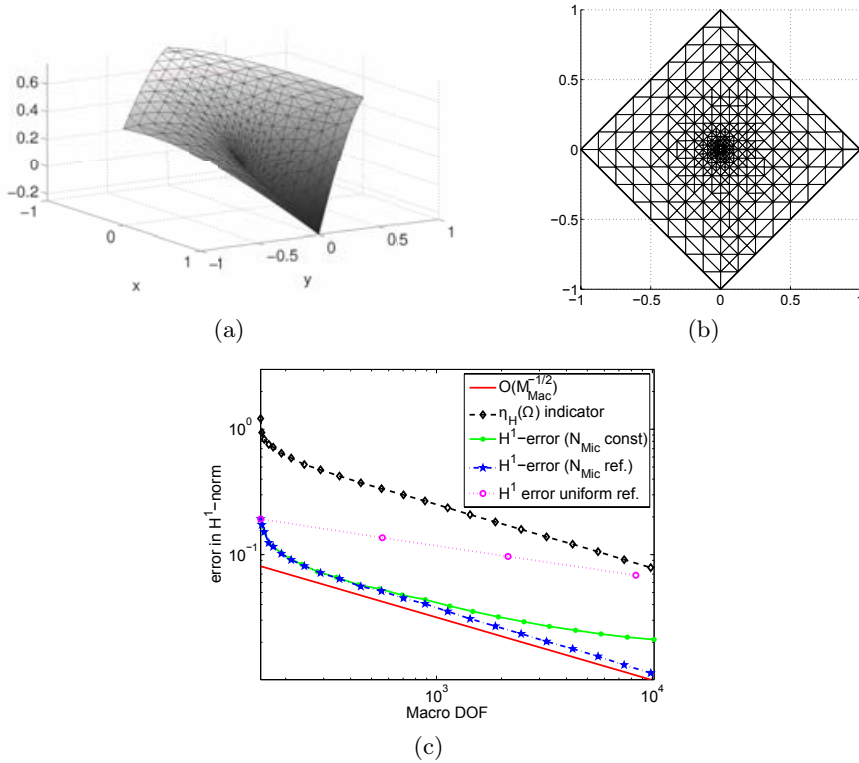 0.6
0.4
0.2
0
−0.2
−1
0
1
x
−1
−0.5
0
0.5
1
y
(a)
1
0.5
0
−0.5
−1
−1
−0.5
0
0.5
1
(b)
O(M_Mac^−1/2)
η_H(Ω) indicator
H^1−error (N_Mic const)
H^1−error (N_Mic ref.)
H^1 error uniform ref.
error in H^1−norm
10^0
10^−1
10^3
10^4
Macro DOF
(c)